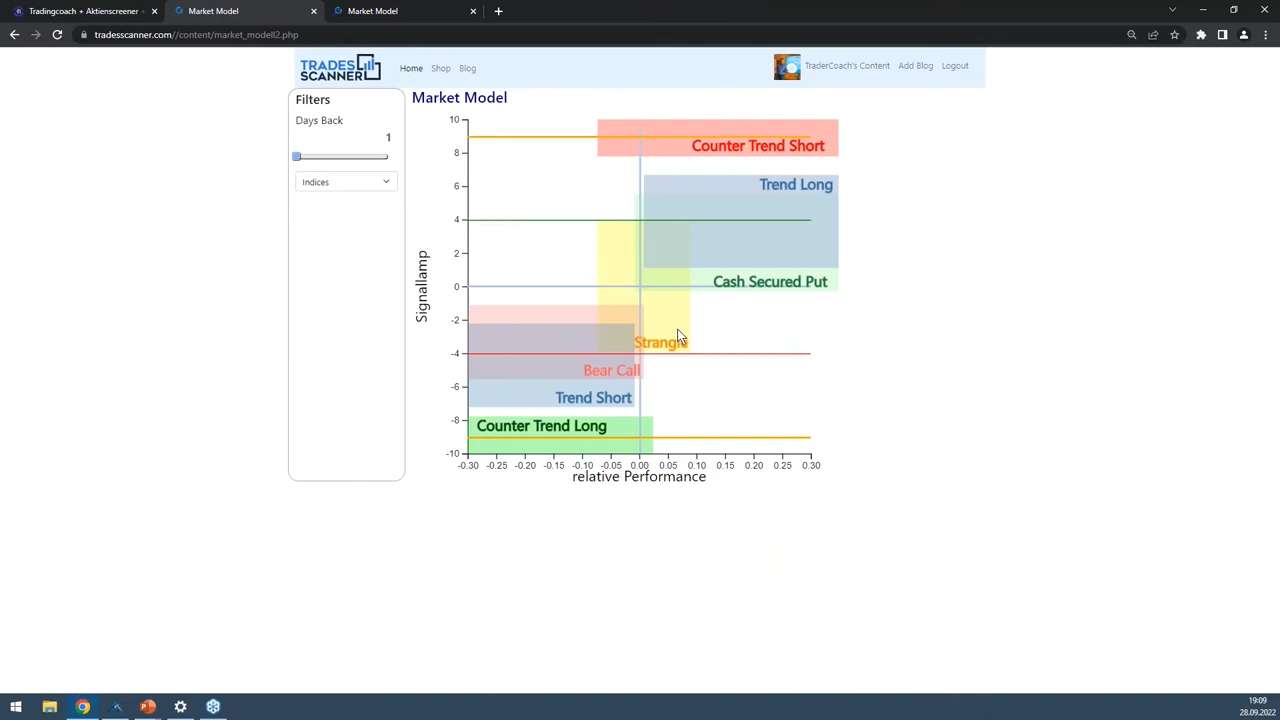 Tradingcoach + Aktienscreener
Market Model
Market Model
tradesscanner.com//content/market_modell2.php
TRADES
SCANNER
Home
Shop
Blog
TraderCoach's Content
Add Blog
Logout
Filters
Days Back
1
Indices
Market Model
10
8
6
4
2
0
-2
-4
-6
-8
-10
Signallamp
Counter Trend Short
Trend Long
Cash Secured Put
Strangle
Bear Call
Trend Short
Counter Trend Long
-0.30
-0.25
-0.20
-0.15
-0.10
-0.05
0.00
0.05
0.10
0.15
0.20
0.25
0.30
relative Performance
19:09
28.09.2022